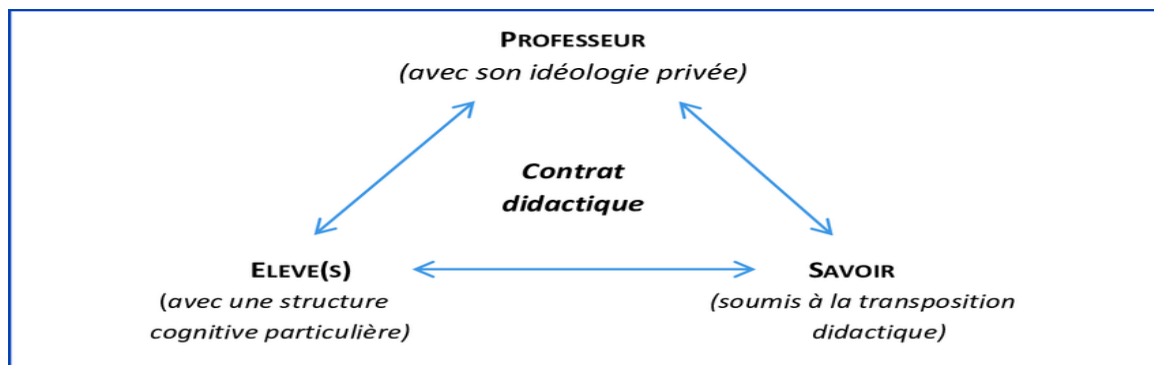 PROFESSEUR
(avec son idéologie privée)
Contrat
didactique
ELEVE(S)
(avec une structure
cognitive particulière)
SAVOIR
(soumis à la transposition
didactique)